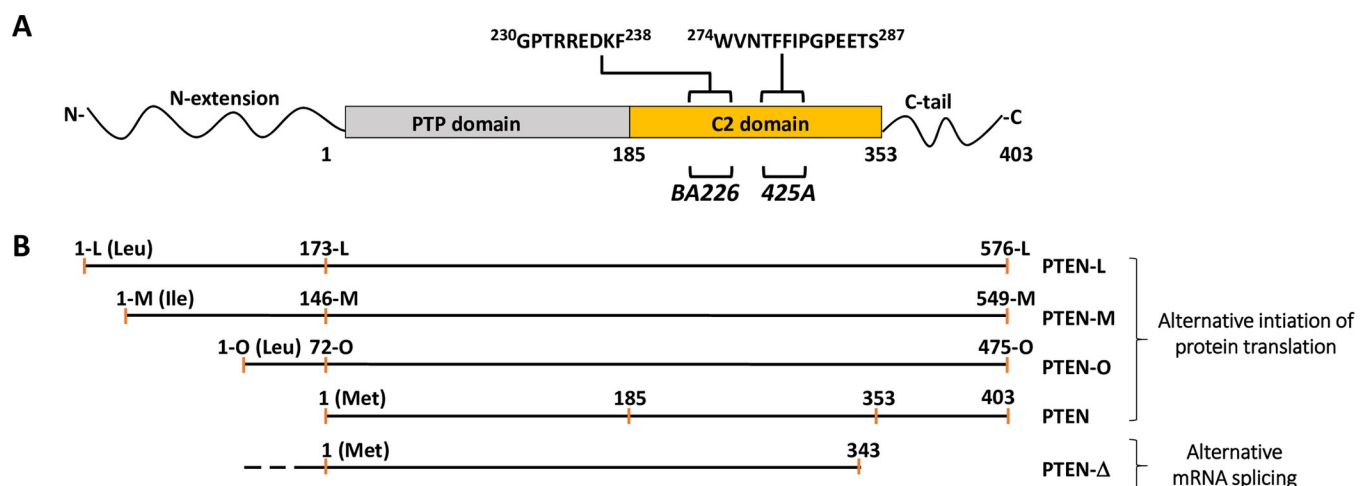 A
230GPTRREDKF238 274WVNTFFIPGPEETS287
N- N-extension PTP domain C2 domain C-tail -C
1 185 353 403
BA226 425A
B
1-L (Leu) 173-L 576-L PTEN-L
1-M (Ile) 146-M 549-M PTEN-M
Alternative intiation of
protein translation
1-O (Leu) 72-O 475-O PTEN-O
1 (Met) 185 353 403 PTEN
1 (Met) 343 PTEN-Δ
Alternative
mRNA splicing